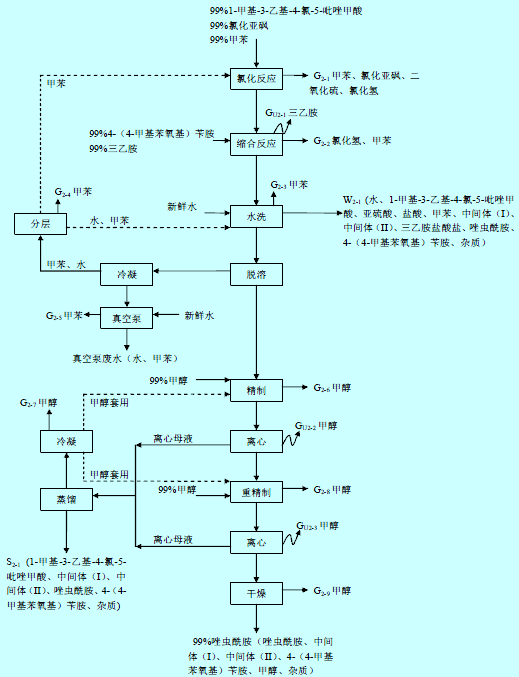 99%1-甲基-3-乙基-4-氯-5-吡唑甲酸
99%氯化亚砜
99%甲苯
甲苯
氯化反应
G2-1 甲苯、氯化亚砜、二
氧化硫、氯化氢
GU2-1 三乙胺
99%4-（4-甲基苯氧基）苄胺
99%三乙胺
缩合反应
G2-2 氯化氢、甲苯
G2-3 甲苯
G2-4 甲苯
新鲜水
水洗
W2-1 (水、1-甲基-3-乙基-4-氯-5-吡唑甲
酸、亚硫酸、盐酸、甲苯、中间体（I）、
中间体（II）、三乙胺盐酸盐、唑虫酰胺、
4-（4-甲基苯氧基）苄胺、杂质）
分层
水、甲苯
甲苯、水
冷凝
脱溶
G2-5 甲苯
真空泵
新鲜水
真空泵废水（水、甲苯）
99%甲醇
精制
G2-6 甲醇
G2-7 甲醇
甲醇套用
GU2-2 甲醇
冷凝
离心母液
离心
甲醇套用
蒸馏
99%甲醇
重精制
G2-8 甲醇
GU2-3 甲醇
离心母液
离心
S2-1 (1-甲基-3-乙基-4-氯-5-
吡唑甲酸、中间体（I）、中
间体（II）、唑虫酰胺、4-（4-
甲基苯氧基）苄胺、杂质)
干燥
G2-9 甲醇
99%唑虫酰胺（唑虫酰胺、中间
体（I）、中间体（II）、4-（4-甲基
苯氧基）苄胺、甲醇、杂质）